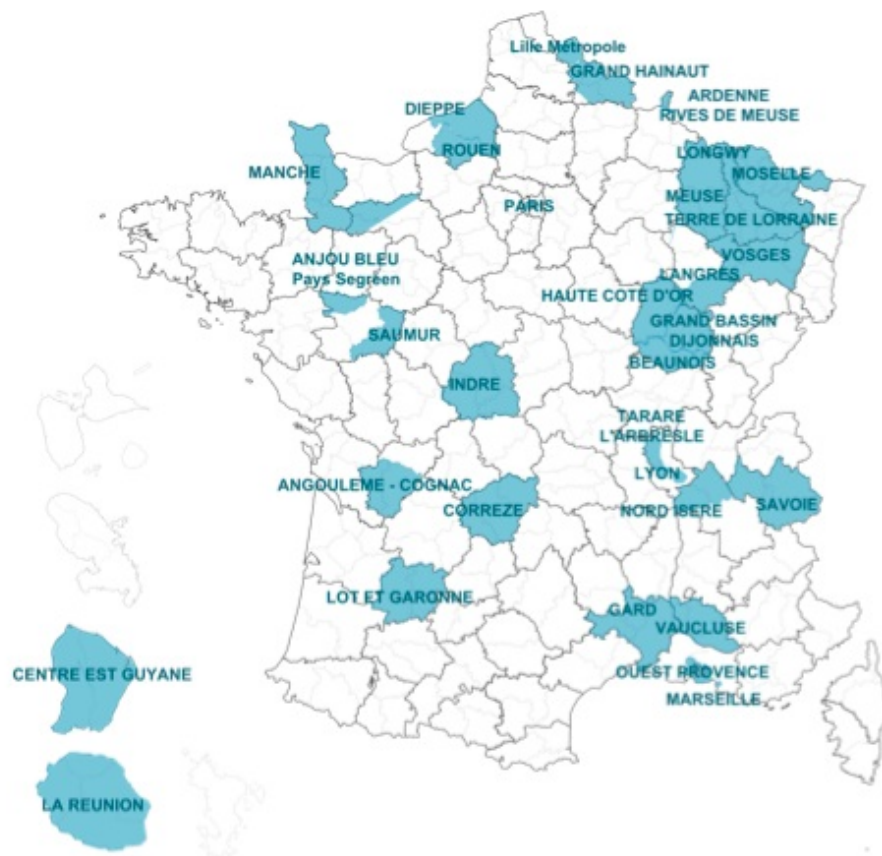 Lille Métropole
GRAND HAINAUT
ARDENNE
RIVES DE MEUSE
DIEPPE
ROUEN
LONGWY
MOSELLE
MANCHE
MEUSE
PARIS
TERRE DE LORRAINE
VOSGES
ANJOU BLEU
Pays Segréen
LANGRES
HAUTE COTE D'OR
GRAND BASSIN
DIJONNAIS
SAUMUR
BEAUNOIS
INDRE
TARARE
L'ARBRESLE
LYON
ANGOULEME - COGNAC
CORREZE
NORD ISERE
SAVOIE
LOT ET GARONNE
GARD
VAUCLUSE
OUEST PROVENCE
MARSEILLE
CENTRE EST GUYANE
LA REUNION